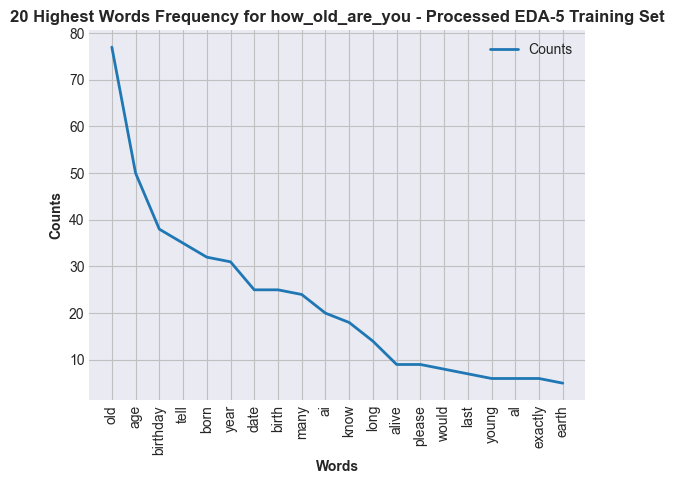 20 Highest Words Frequency for how_old_are_you - Processed EDA-5 Training Set
Counts
80
70
60
50
40
30
20
10
Counts
old
age
birthday
tell
born
year
date
birth
many
ai
know
long
alive
please
would
last
young
al
exactly
earth
Words